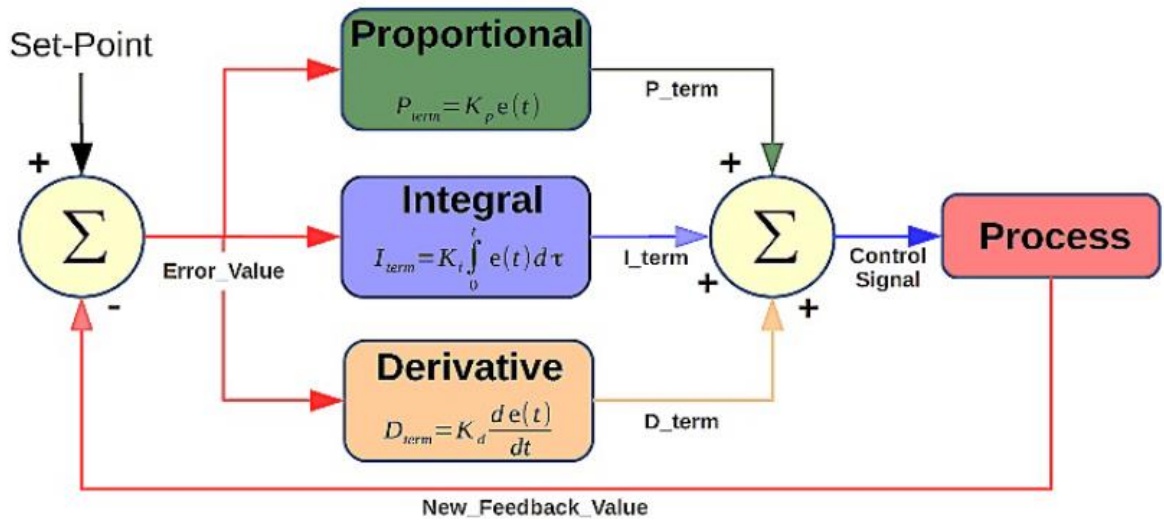 Set-Point
+
Σ
-
Error_Value
Proportional
P_term = K_p e(t)
P_term
Integral
I_term = K_i ∫_0^t e(t) dτ
I_term
Derivative
D_term = K_d de(t)/dt
D_term
+
+
+
Σ
Control
Signal
Process
New_Feedback_Value